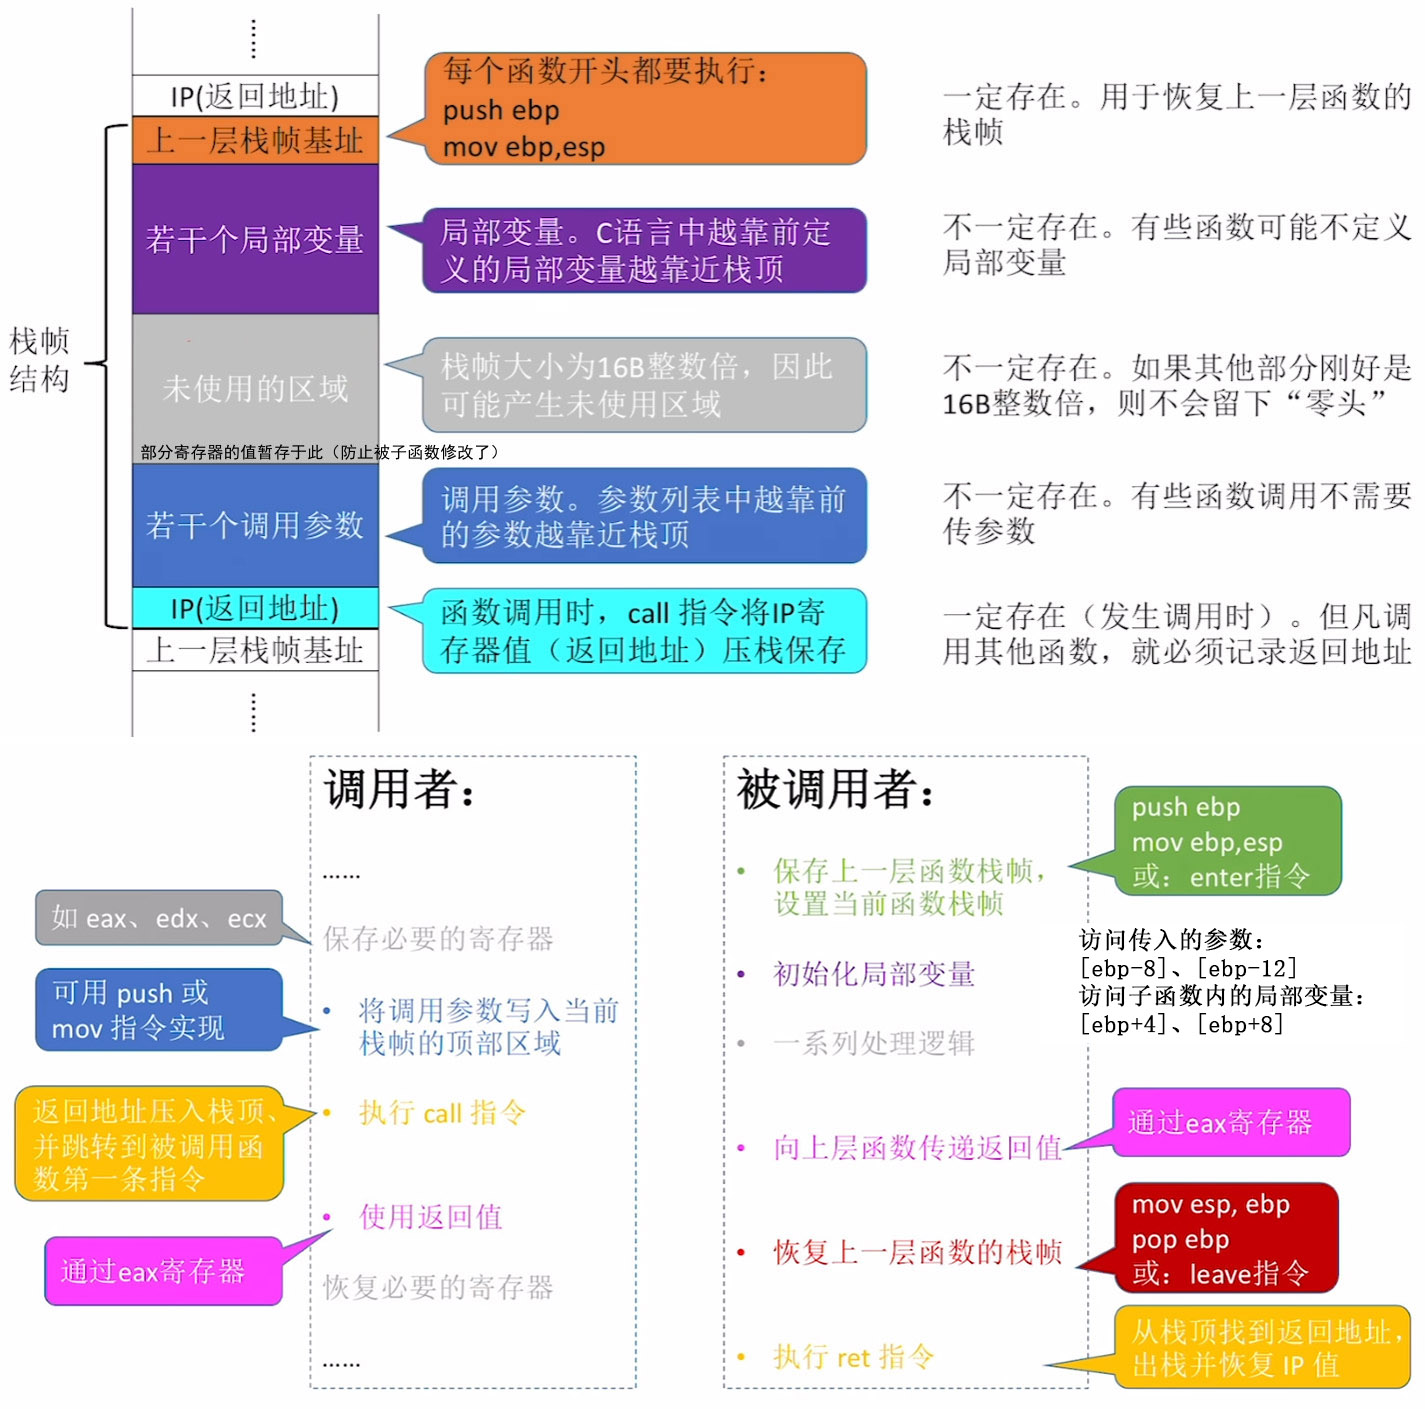 IP(返回地址)
上一层栈帧基址
每个函数开头都要执行：
push ebp
mov ebp,esp
一定存在。用于恢复上一层函数的
栈帧
若干个局部变量
局部变量。C语言中越靠前定
义的局部变量越靠近栈顶
不一定存在。有些函数可能不定义
局部变量
栈帧
结构
未使用的区域
栈帧大小为16B整数倍，因此
可能产生未使用区域
不一定存在。如果其他部分刚好是
16B整数倍，则不会留下“零头”
部分寄存器的值暂存于此（防止被子函数修改了）
若干个调用参数
调用参数。参数列表中越靠前
的参数越靠近栈顶
不一定存在。有些函数调用不需要
传参数
IP(返回地址)
函数调用时，call 指令将IP寄
存器值（返回地址）压栈保存
一定存在（发生调用时）。但凡调
用其他函数，就必须记录返回地址
上一层栈帧基址
调用者：
……
如 eax、edx、ecx
保存必要的寄存器
可用 push 或
mov 指令实现
• 将调用参数写入当前
栈帧的顶部区域
返回地址压入栈顶、
并跳转到被调用函
数第一条指令
• 执行 call 指令
• 使用返回值
通过eax寄存器
恢复必要的寄存器
……
被调用者：
• 保存上一层函数栈帧，
设置当前函数栈帧
push ebp
mov ebp,esp
或：enter指令
• 初始化局部变量
访问传入的参数：
[ebp-8]、[ebp-12]
访问子函数内的局部变量：
[ebp+4]、[ebp+8]
• 一系列处理逻辑
• 向上层函数传递返回值
通过eax寄存器
• 恢复上一层函数的栈帧
mov esp, ebp
pop ebp
或：leave指令
• 执行 ret 指令
从栈顶找到返回地址，
出栈并恢复 IP 值